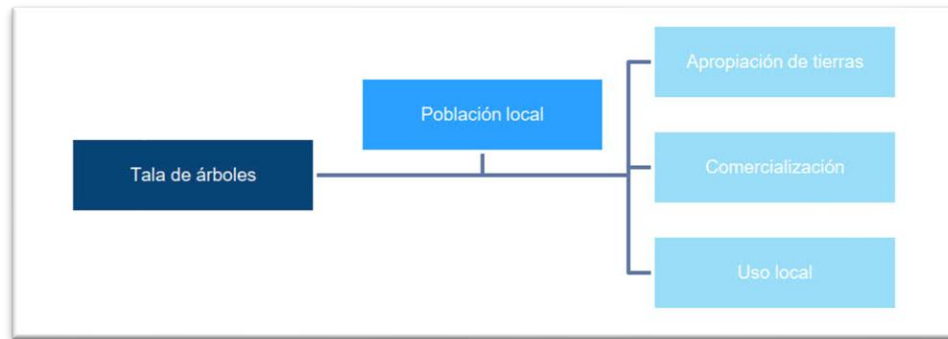 Apropiación de tierras
Población local
Tala de árboles
Comercialización
Uso local